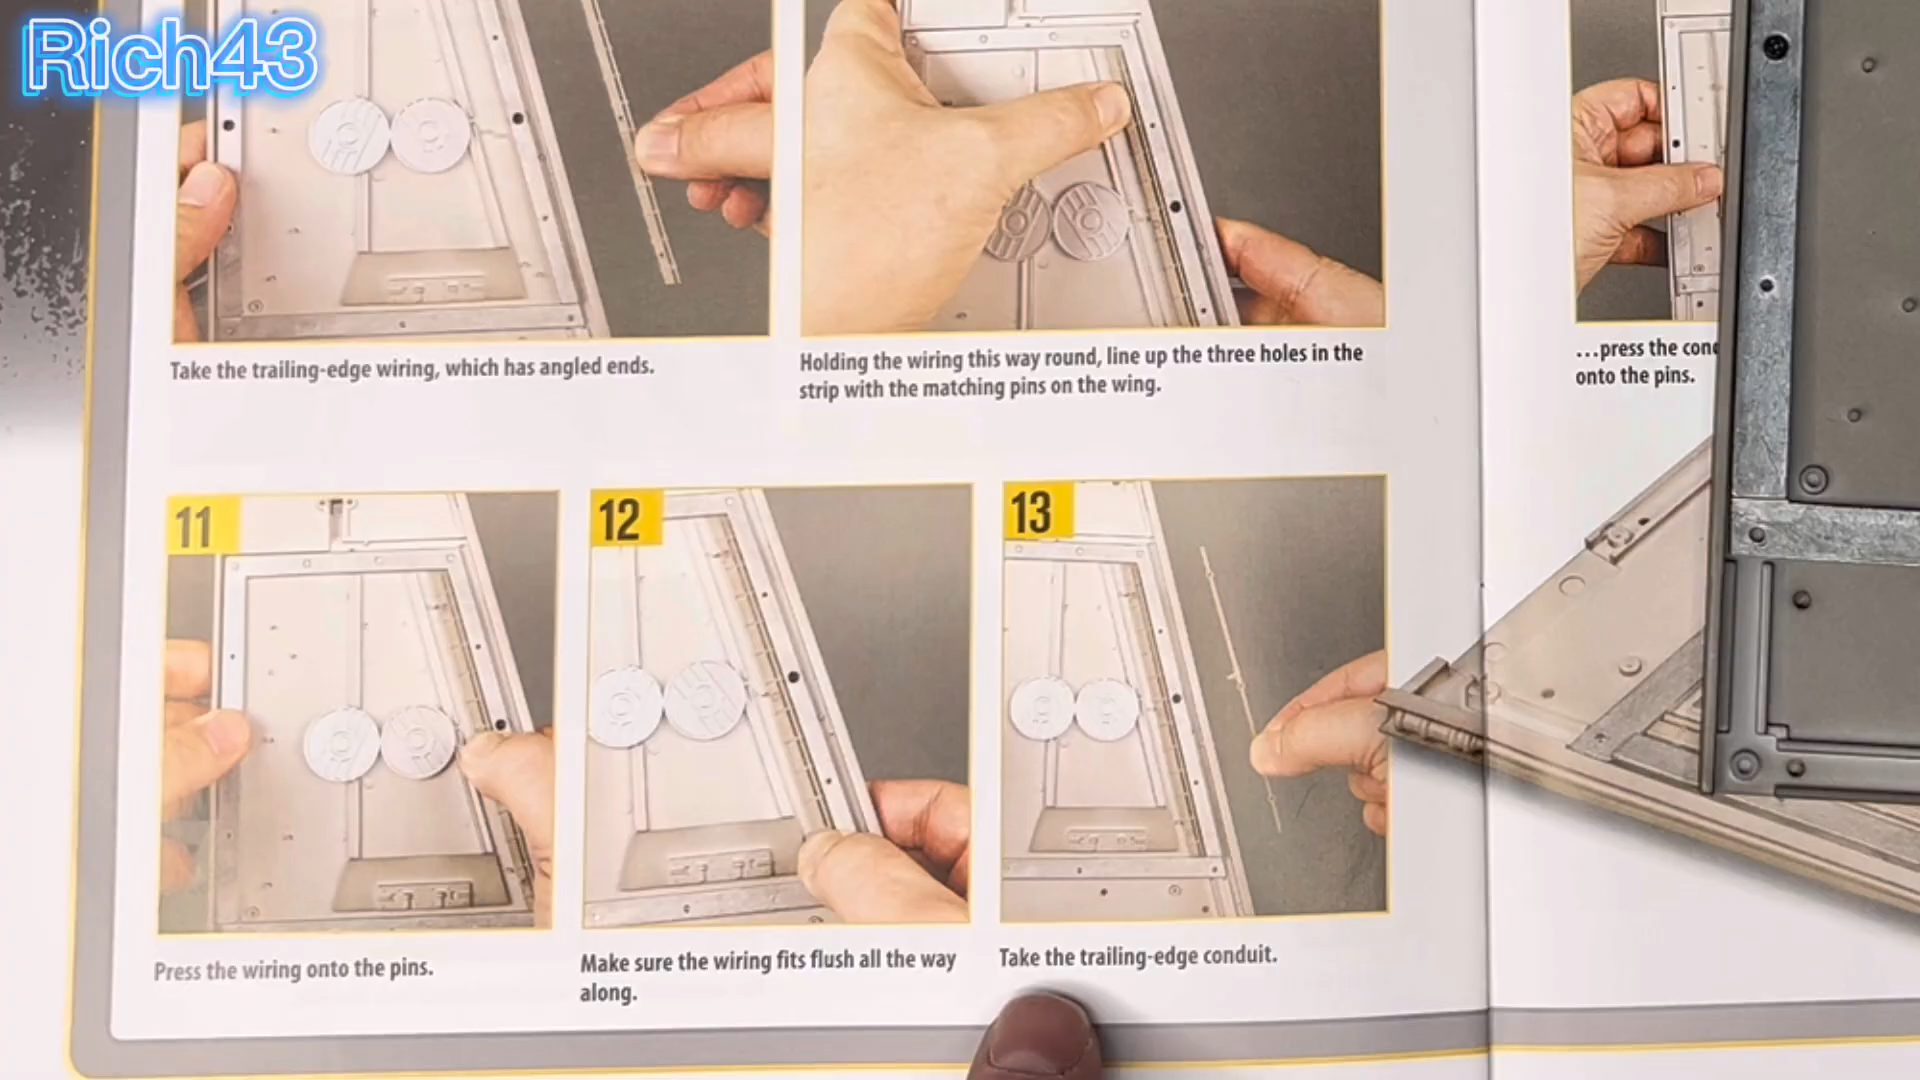 Rich43
Take the trailing-edge wiring, which has angled ends.
Holding the wiring this way round, line up the three holes in the
strip with the matching pins on the wing.
...press the
onto the pins.
11
12
13
Press the wiring onto the pins.
Make sure the wiring fits flush all the way
along.
Take the trailing-edge conduit.